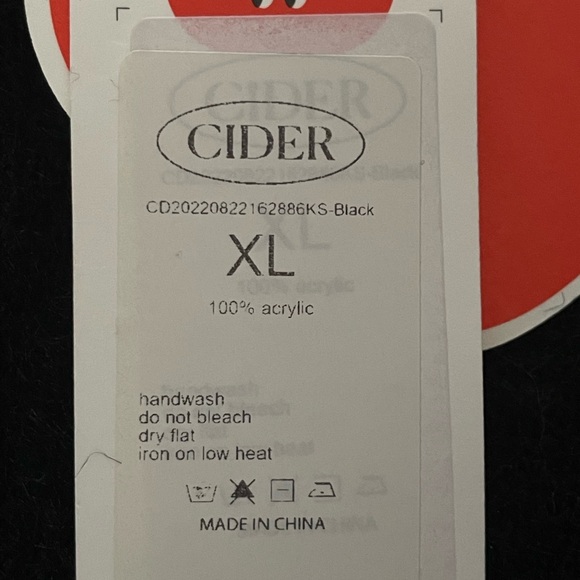 CIDER
CD20220822162886KS-Black
XL
100% acrylic
handwash
do not bleach
dry flat
iron on low heat
MADE IN CHINA